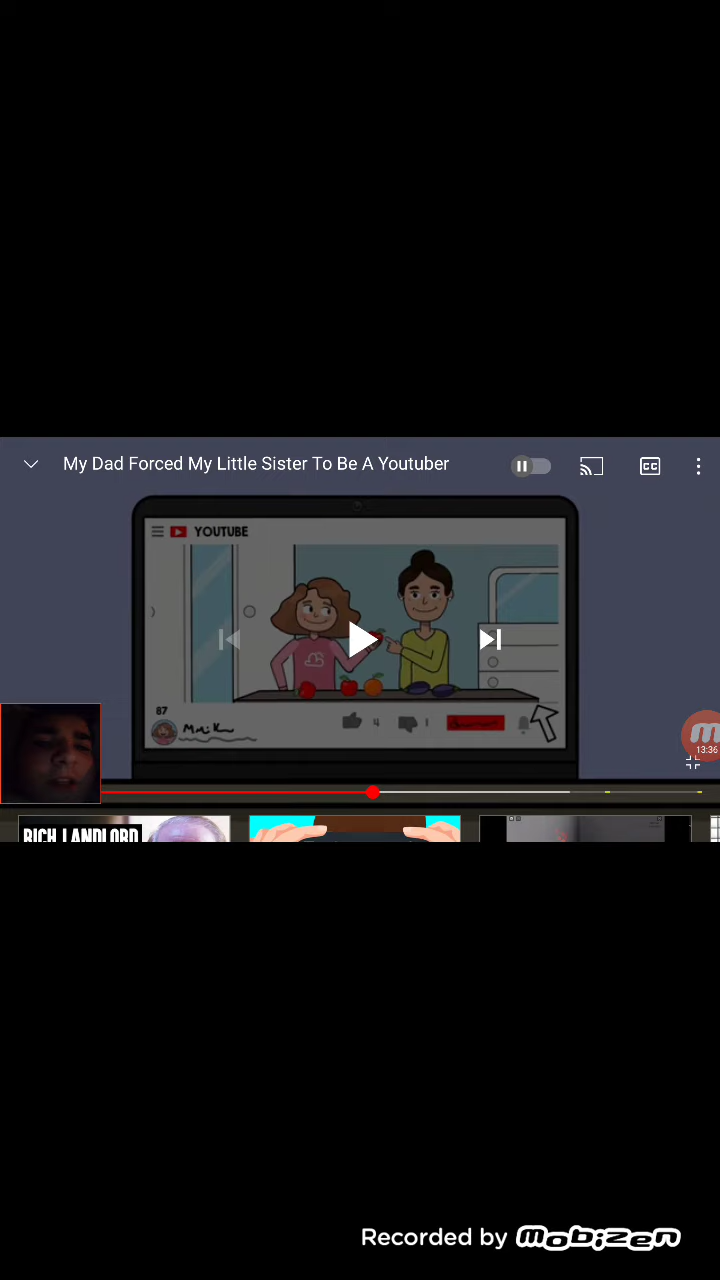 My Dad Forced My Little Sister To Be A Youtuber
CC
YOUTUBE
87
4
1
13:36
RICH LANDLORD
Recorded by mobizen